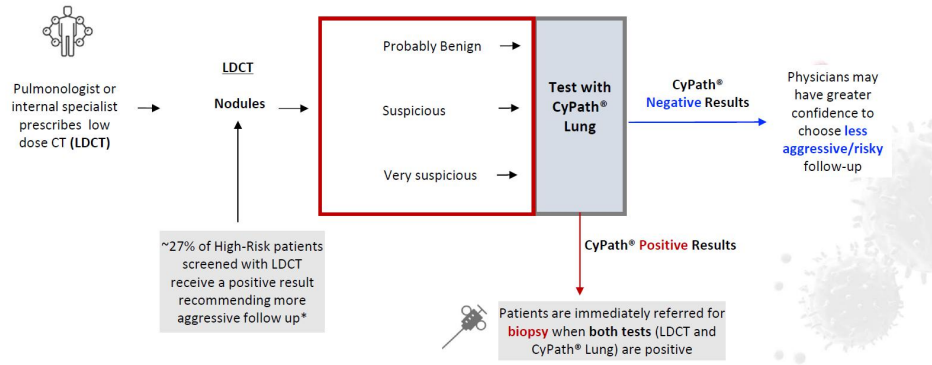 Pulmonologist or
internal specialist
prescribes low
dose CT (LDCT)
LDCT
Nodules
~27% of High-Risk patients
screened with LDCT
receive a positive result
recommending more
aggressive follow up*
Probably Benign
Suspicious
Very suspicious
Test with
CyPath®
Lung
CyPath®
Negative Results
Physicians may
have greater
confidence to
choose less
aggressive/risky
follow-up
CyPath® Positive Results
Patients are immediately referred for
biopsy when both tests (LDCT and
CyPath® Lung) are positive